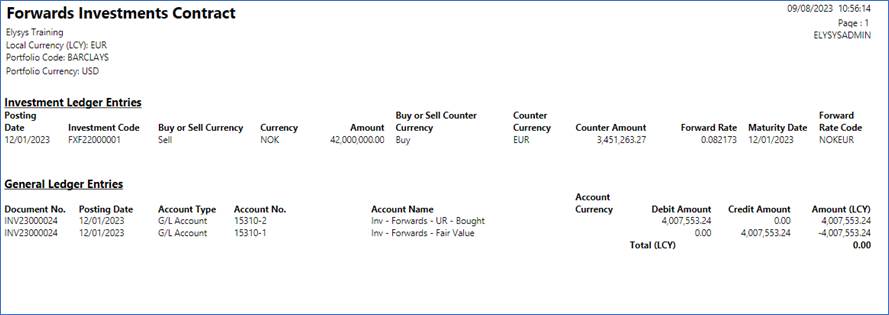 Forwards Investments Contract
09/08/2023 10:56:14
Page : 1
ELYSYSADMIN
Elysys Training
Local Currency (LCY): EUR
Portfolio Code: BARCLAYS
Portfolio Currency: USD
Investment Ledger Entries
Posting Date Investment Code Buy or Sell Currency Currency Amount Buy or Sell Counter Currency Counter Currency Counter Amount Forward Rate Maturity Date Forward Rate Code
12/01/2023 FXF22000001 Sell NOK 42,000,000.00 Buy EUR 3,451,263.27 0.082173 12/01/2023 NOKEUR
General Ledger Entries
Document No. Posting Date Account Type Account No. Account Name Account Currency Debit Amount Credit Amount Amount (LCY)
INV23000024 12/01/2023 G/L Account 15310-2 Inv - Forwards - UR - Bought 4,007,553.24 0.00 4,007,553.24
INV23000024 12/01/2023 G/L Account 15310-1 Inv - Forwards - Fair Value 0.00 4,007,553.24 -4,007,553.24
Total (LCY) 0.00